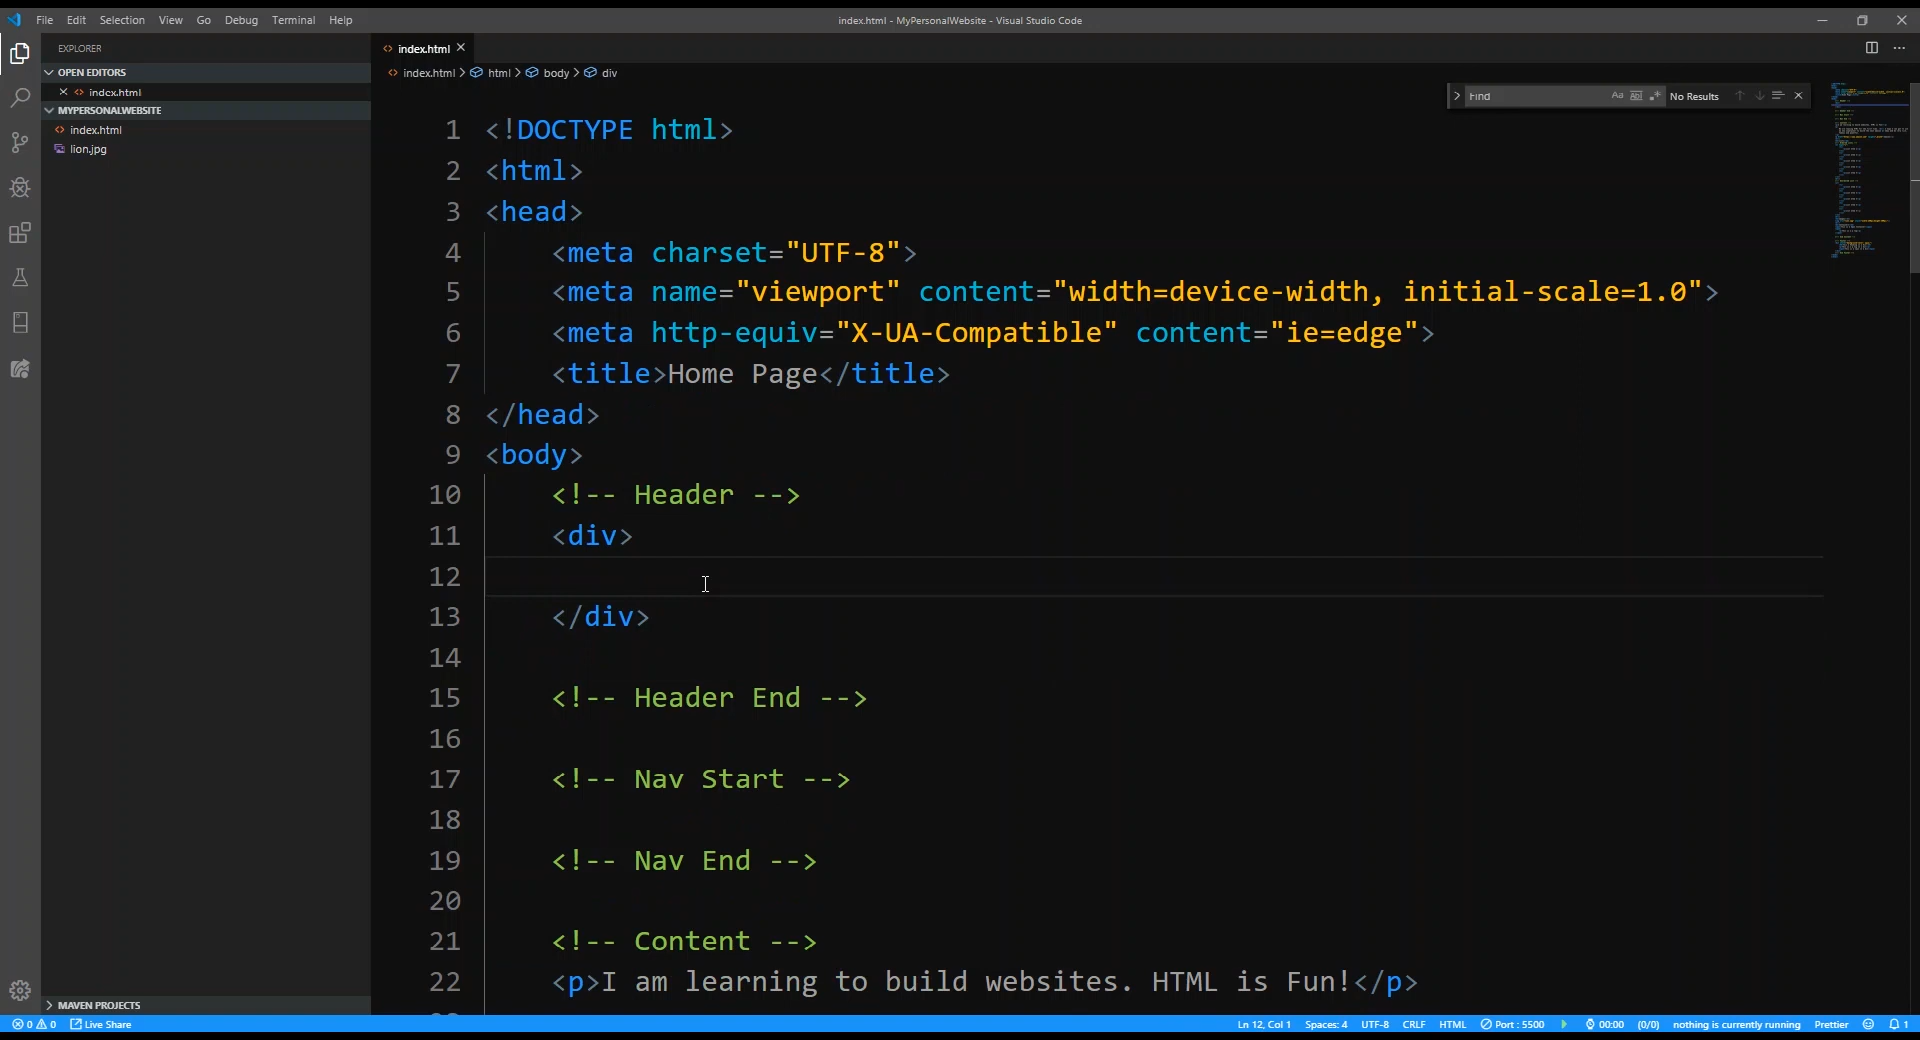 File Edit Selection View Go Debug Terminal Help
index.html - MyPersonalWebsite - Visual Studio Code
EXPLORER
OPEN EDITORS
index.html
MYPERSONALWEBSITE
index.html
lion.jpg
MAVEN PROJECTS
index.html
index.html > html > body > div
Find Aa Abl No Results
1 <!DOCTYPE html>
2 <html>
3 <head>
4 <meta charset="UTF-8">
5 <meta name="viewport" content="width=device-width, initial-scale=1.0">
6 <meta http-equiv="X-UA-Compatible" content="ie=edge">
7 <title>Home Page</title>
8 </head>
9 <body>
10 <!-- Header -->
11 <div>
12
13 </div>
14
15 <!-- Header End -->
16
17 <!-- Nav Start -->
18
19 <!-- Nav End -->
20
21 <!-- Content -->
22 <p>I am learning to build websites. HTML is Fun!</p>
0 0 Live Share Ln 12, Col 1 Spaces: 4 UTF-8 CRLF HTML Port : 5500 00:00 (0/0) nothing is currently running Prettier 1